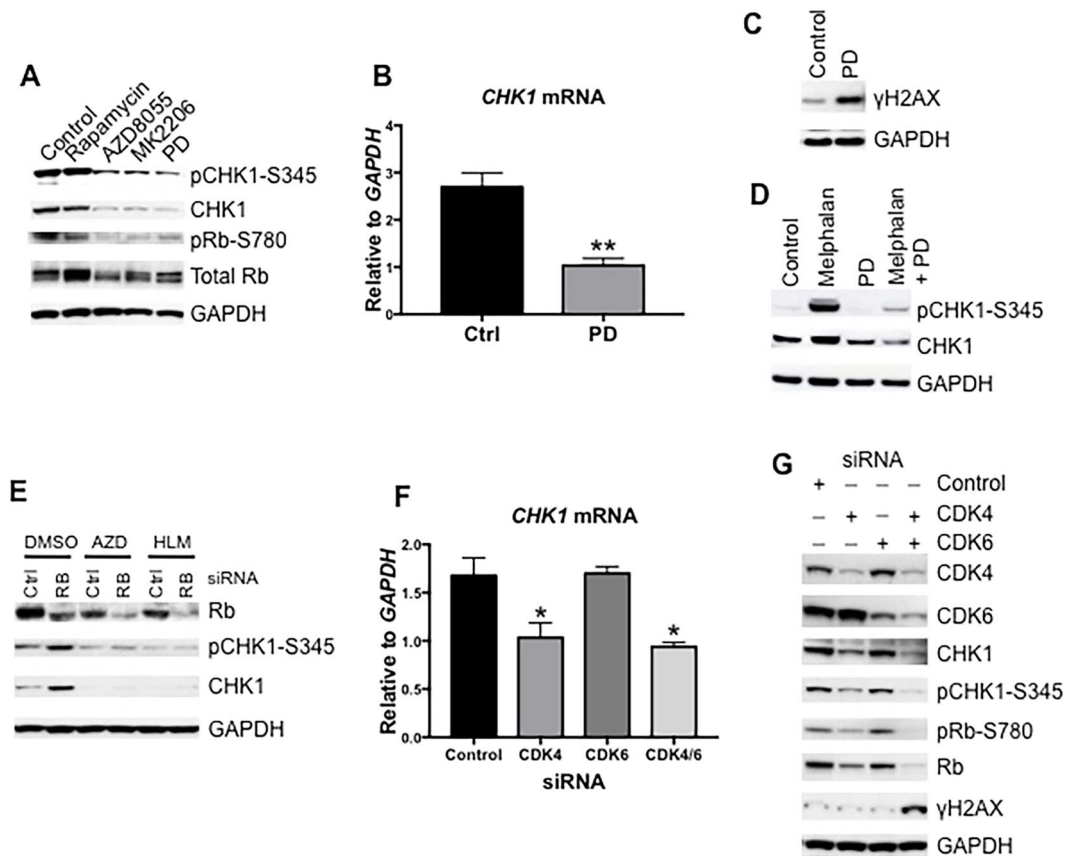 A
Control
Rapamycin
AZD8055
MK2206
PD
pCHK1-S345
CHK1
pRb-S780
Total Rb
GAPDH
B
CHK1 mRNA
Relative to GAPDH
4
3
2
1
0
**
Ctrl
PD
C
Control
PD
γH2AX
GAPDH
D
Control
Melphalan
PD
Melphalan
+ PD
pCHK1-S345
CHK1
GAPDH
E
DMSO AZD HLM
Ctrl RB Ctrl RB Ctrl RB siRNA
Rb
pCHK1-S345
CHK1
GAPDH
F
CHK1 mRNA
Relative to GAPDH
2.0
1.5
1.0
0.5
0.0
* *
Control CDK4 CDK6 CDK4/6
siRNA
G
siRNA
+ – – – Control
– + – + CDK4
– – + + CDK6
CDK4
CDK6
CHK1
pCHK1-S345
pRb-S780
Rb
γH2AX
GAPDH